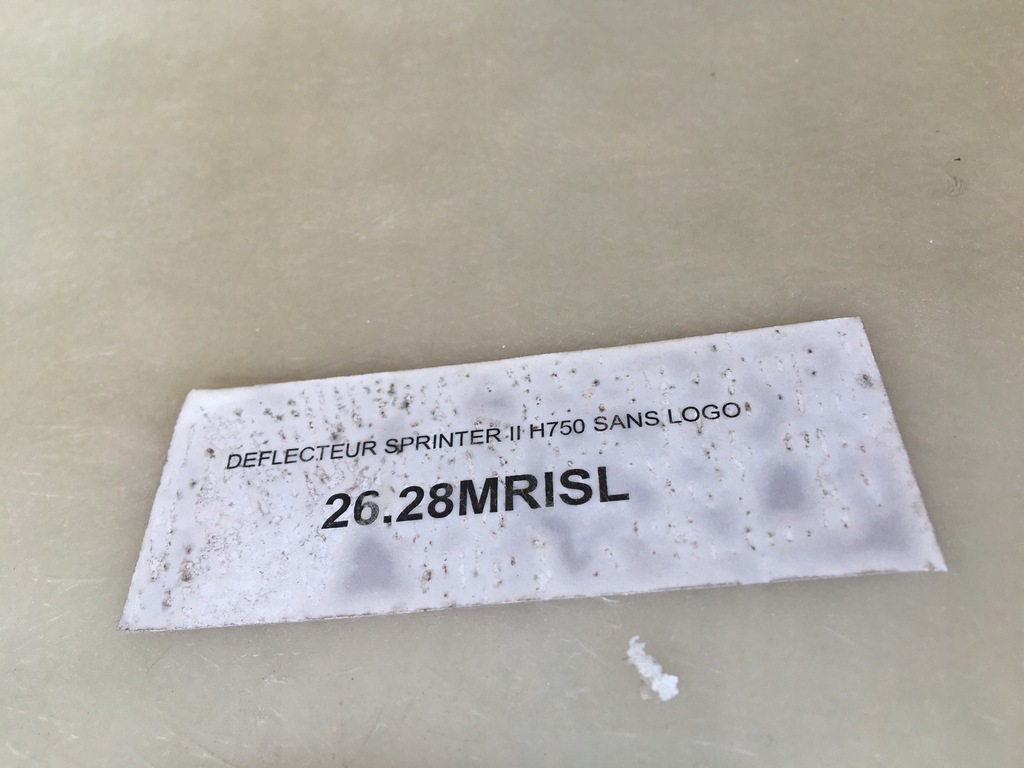 DEFLECTEUR SPRINTER II H750 SANS LOGO
26.28MRISL